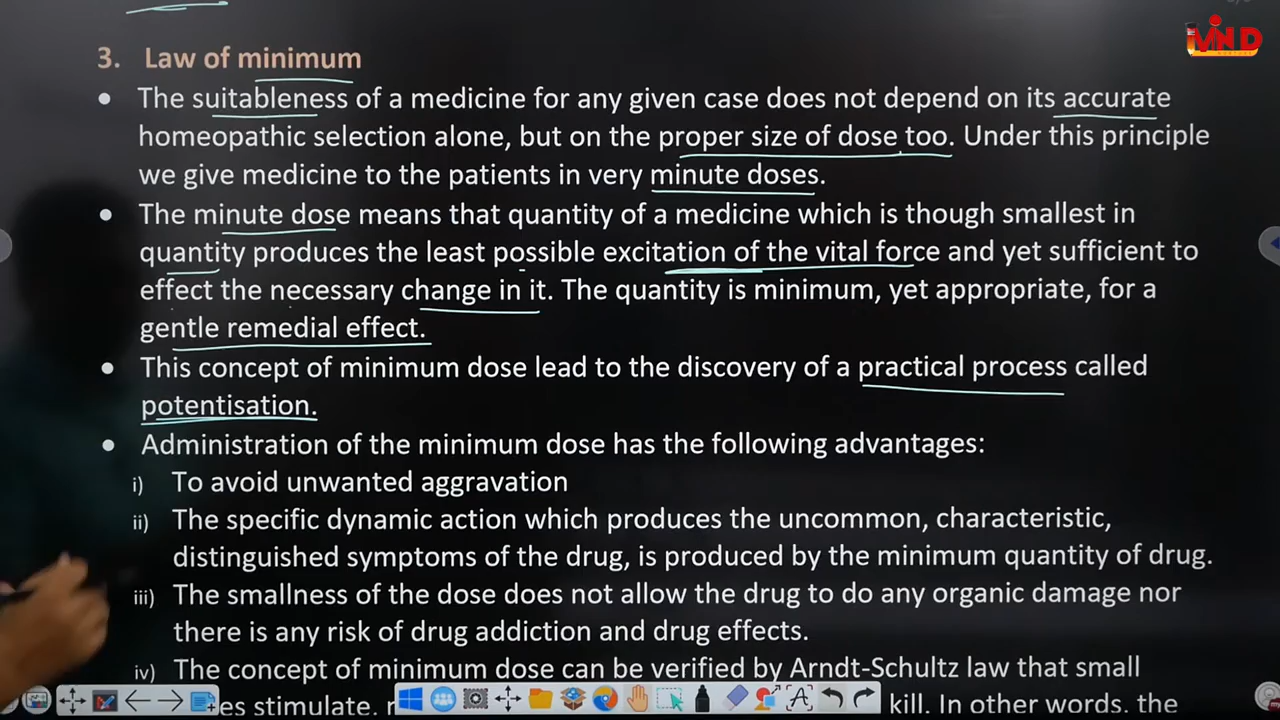 MIND
3. Law of minimum
• The suitableness of a medicine for any given case does not depend on its accurate
homeopathic selection alone, but on the proper size of dose too. Under this principle
we give medicine to the patients in very minute doses.
• The minute dose means that quantity of a medicine which is though smallest in
quantity produces the least possible excitation of the vital force and yet sufficient to
effect the necessary change in it. The quantity is minimum, yet appropriate, for a
gentle remedial effect.
• This concept of minimum dose lead to the discovery of a practical process called
potentisation.
• Administration of the minimum dose has the following advantages:
i) To avoid unwanted aggravation
ii) The specific dynamic action which produces the uncommon, characteristic,
distinguished symptoms of the drug, is produced by the minimum quantity of drug.
iii) The smallness of the dose does not allow the drug to do any organic damage nor
there is any risk of drug addiction and drug effects.
iv) The concept of minimum dose can be verified by Arndt-Schultz law that small
es stimulate. kill. In other words. the